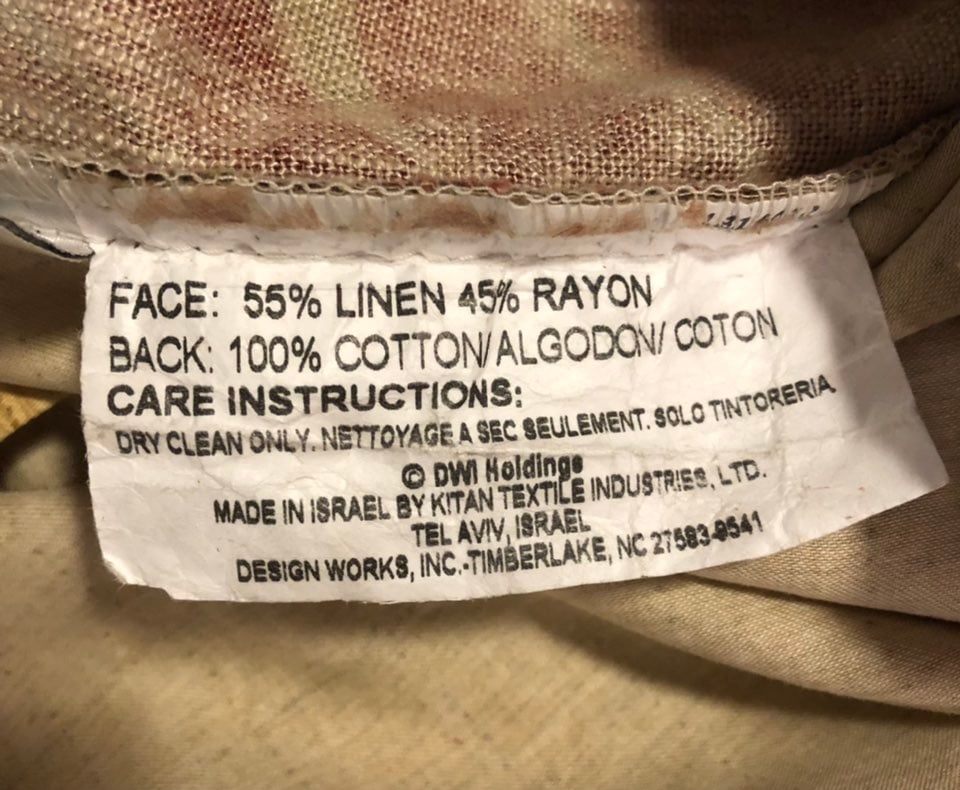 FACE: 55% LINEN 45% RAYON
BACK: 100% COTTON/ALGODON/ COTON
CARE INSTRUCTIONS:
DRY CLEAN ONLY. NETTOYAGE A SEC SEULEMENT. SOLO TINTORERIA
© DWI Holdings
MADE IN ISRAEL BY KITAN TEXTILE INDUSTRIES, LTD.
TEL AVIV, ISRAEL
DESIGN WORKS, INC.-TIMBERLAKE, NC 27583-9541